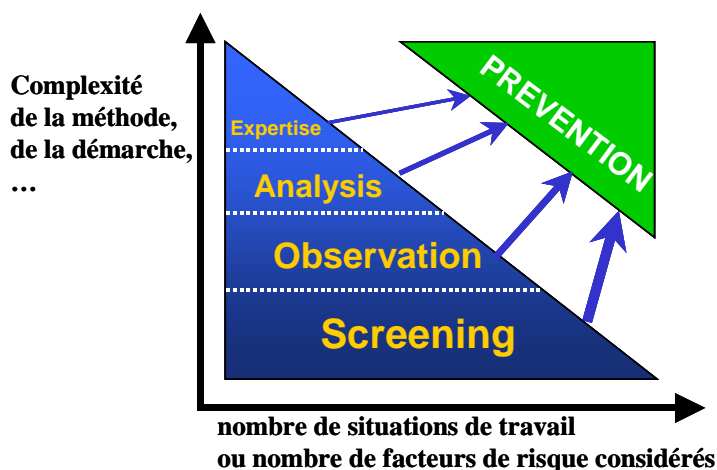 Complexité
de la méthode,
de la démarche,
…
Expertise
Analysis
Observation
Screening
PREVENTION
nombre de situations de travail
ou nombre de facteurs de risque considérés